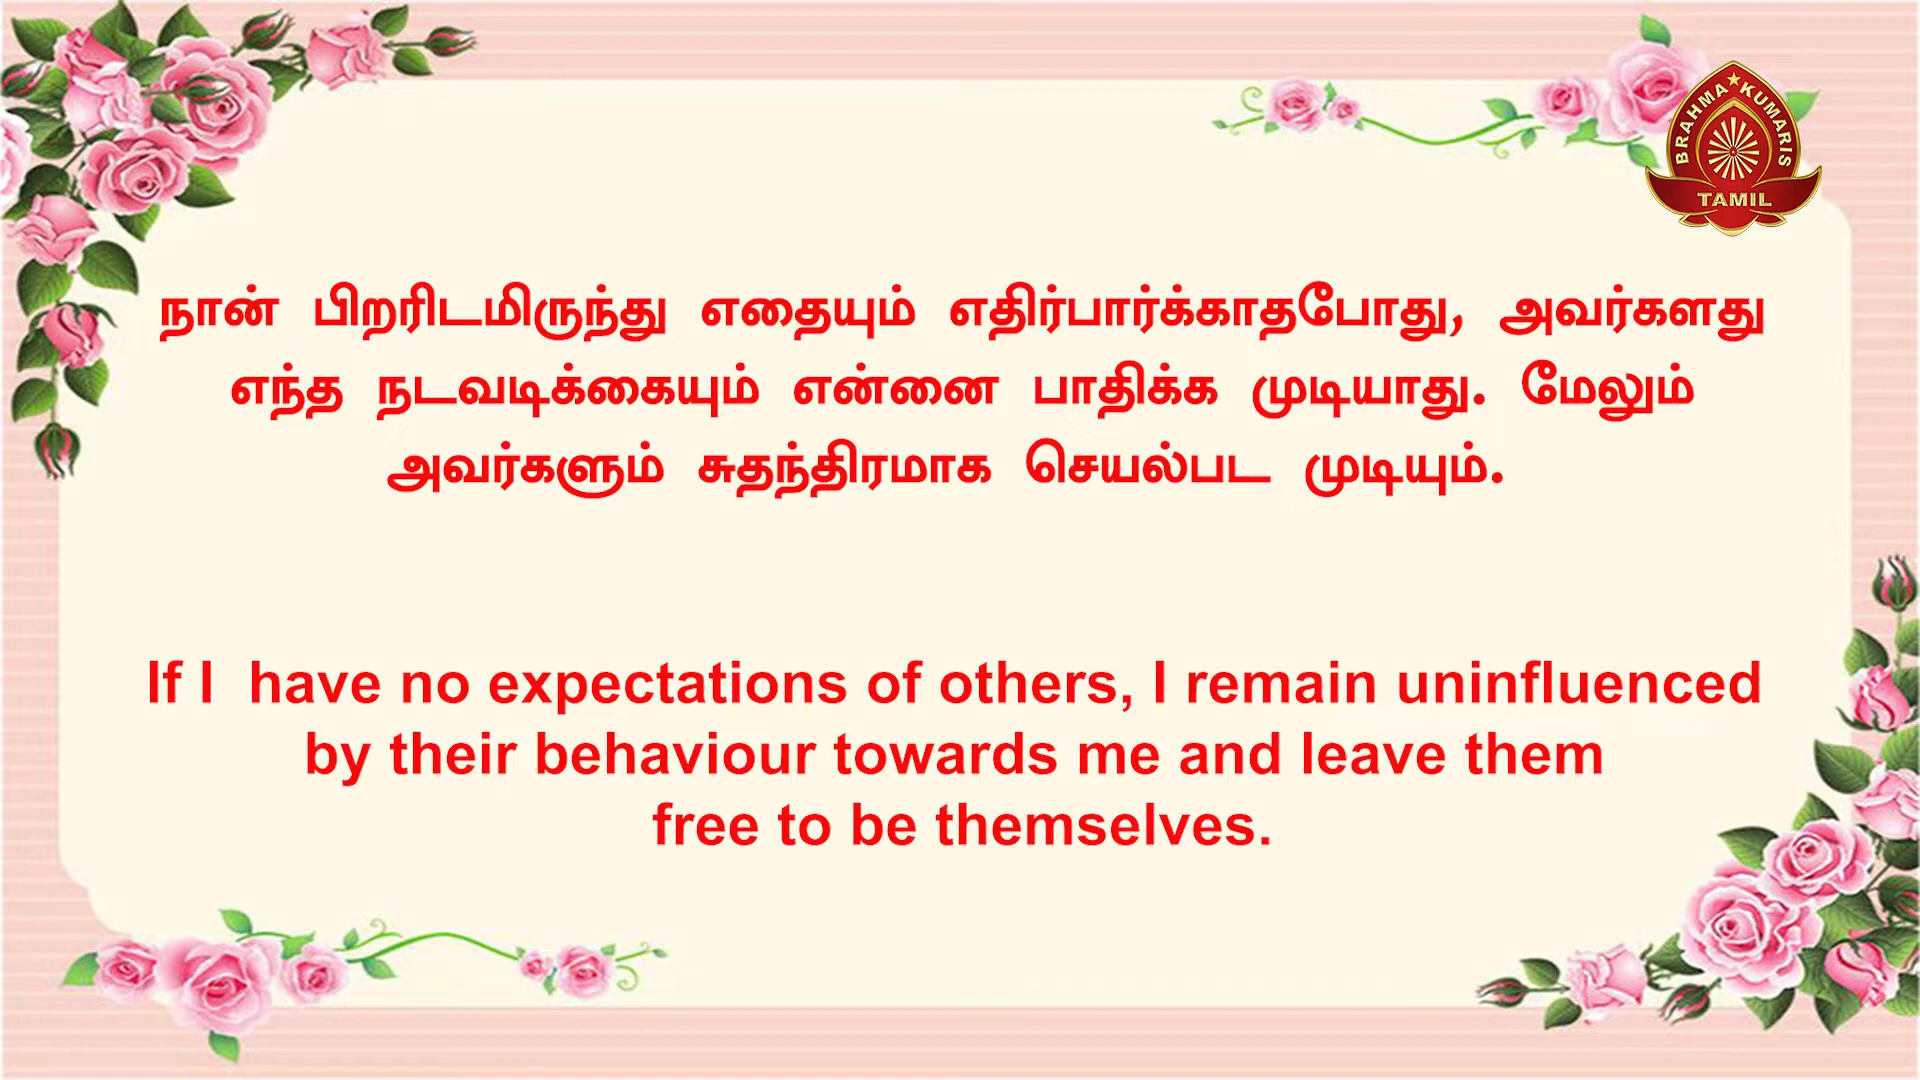 BRAHMA KUMARIS
TAMIL
நான் பிறரிடமிருந்து எதையும் எதிர்பார்க்காதபோது, அவர்களது
எந்த நடவடிக்கையும் என்னை பாதிக்க முடியாது. மேலும்
அவர்களும் சுதந்திரமாக செயல்பட முடியும்.
If I have no expectations of others, I remain uninfluenced
by their behaviour towards me and leave them
free to be themselves.